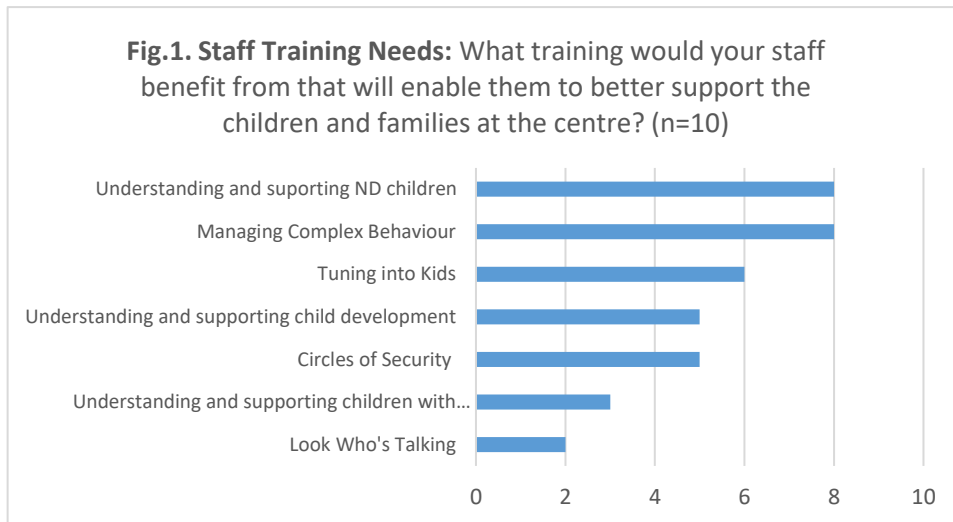 Fig.1. Staff Training Needs: What training would your staff
benefit from that will enable them to better support the
children and families at the centre? (n=10)
Understanding and suporting ND children
Managing Complex Behaviour
Tuning into Kids
Understanding and supporting child development
Circles of Security
Understanding and supporting children with…
Look Who's Talking
0 2 4 6 8 10